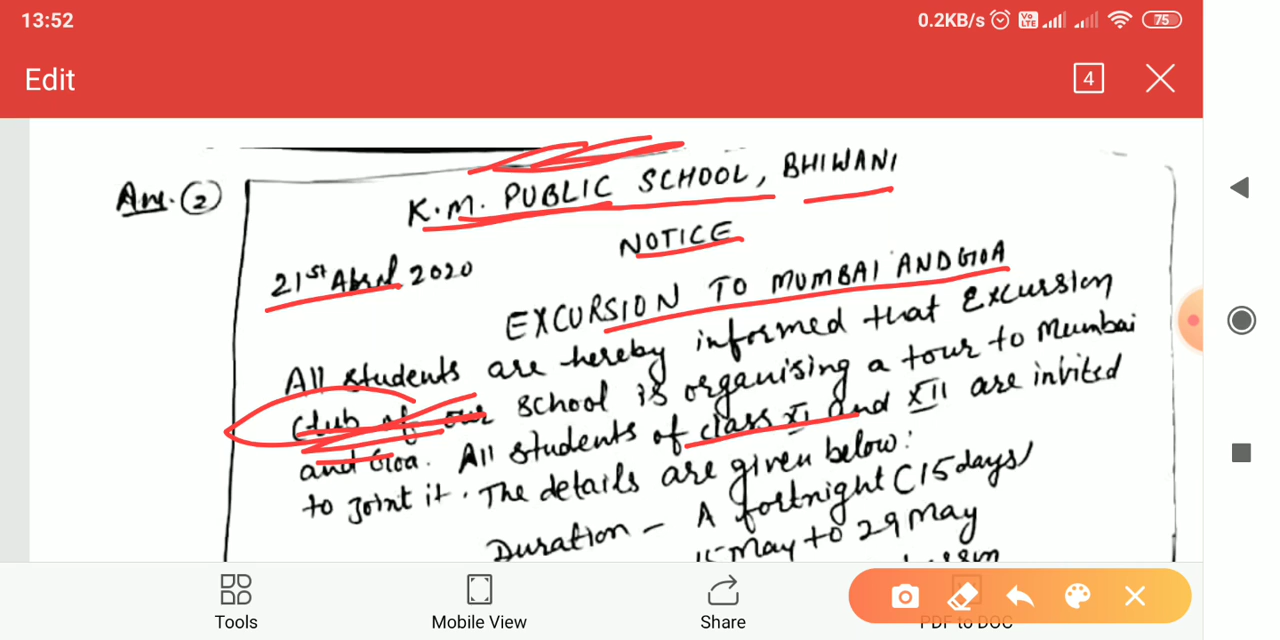 13:52 0.2KB/s Vo LTE 75
Edit 4
Ans. 2
K.M. PUBLIC SCHOOL, BHIWANI
NOTICE
21st April 2020
EXCURSION TO MUMBAI AND GOA
All students are hereby informed that Excursion
Club of our school is organising a tour to Mumbai
and Goa. All students of class XI and XII are invited
to joint it. The details are given below:
Duration - A fortnight (15 days)
15 May to 29 May
Tools Mobile View Share PDF to DOC